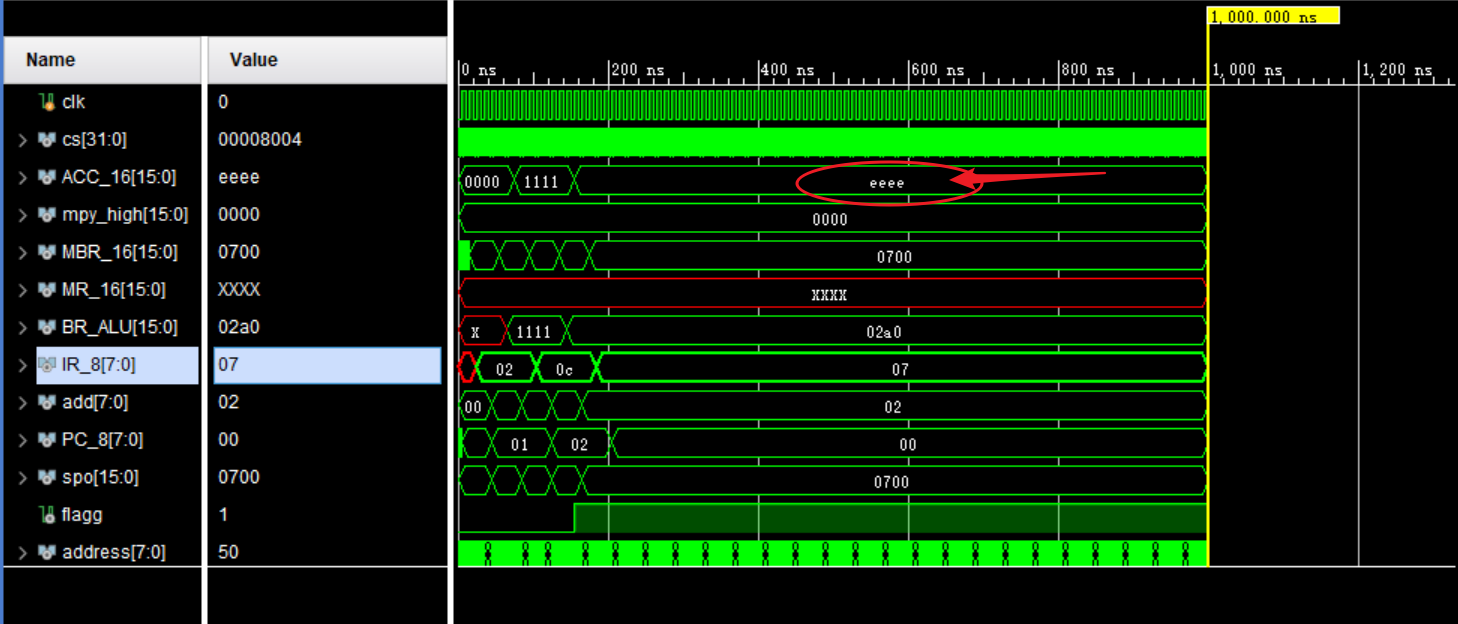 1,000.000 ns
Name Value
0 ns 200 ns 400 ns 600 ns 800 ns 1,000 ns 1,200 ns
clk 0
cs[31:0] 00008004
ACC_16[15:0] eeee 0000 1111 eeee
mpy_high[15:0] 0000 0000
MBR_16[15:0] 0700 0700
MR_16[15:0] XXXX XXXX
BR_ALU[15:0] 02a0 X 1111 02a0
IR_8[7:0] 07 02 0c 07
add[7:0] 02 00 02
PC_8[7:0] 00 01 02 00
spo[15:0] 0700 0700
flagg 1
address[7:0] 50